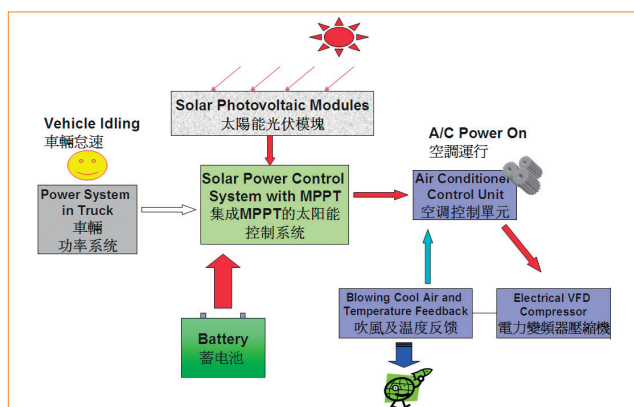 Solar Photovoltaic Modules
太陽能光伏模塊
Vehicle Idling
車輛怠速
A/C Power On
空調運行
Solar Power Control
System with MPPT
集成MPPT的太阳能
控制系统
Air Conditioner
Control Unit
空调控制單元
Power System
in Truck
車輛
功率系统
Blowing Cool Air and
Temperature Feedback
吹風及温度反馈
Electrical VFD
Compressor
電力變頻器壓縮機
Battery
蓄电池